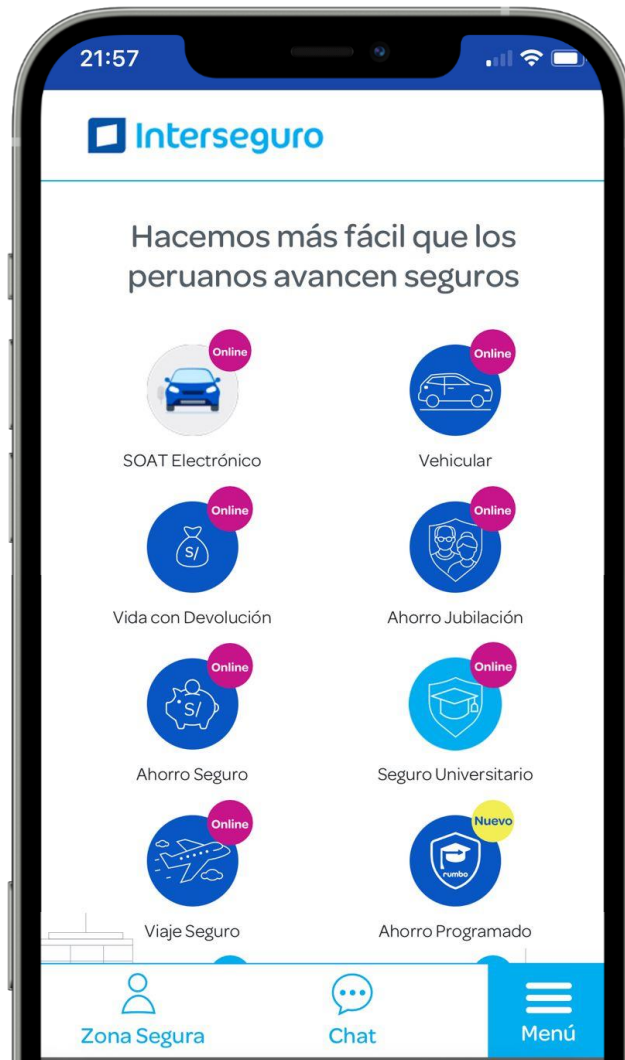 21:57
Interseguro
Hacemos más fácil que los
peruanos avancen seguros
Online
Online
SOAT Electrónico
Vehicular
Online
Online
S/
Vida con Devolución
Ahorro Jubilación
Online
Online
S/
Ahorro Seguro
Seguro Universitario
Online
Nuevo
rumbo
Viaje Seguro
Ahorro Programado
Zona Segura
Chat
Menú